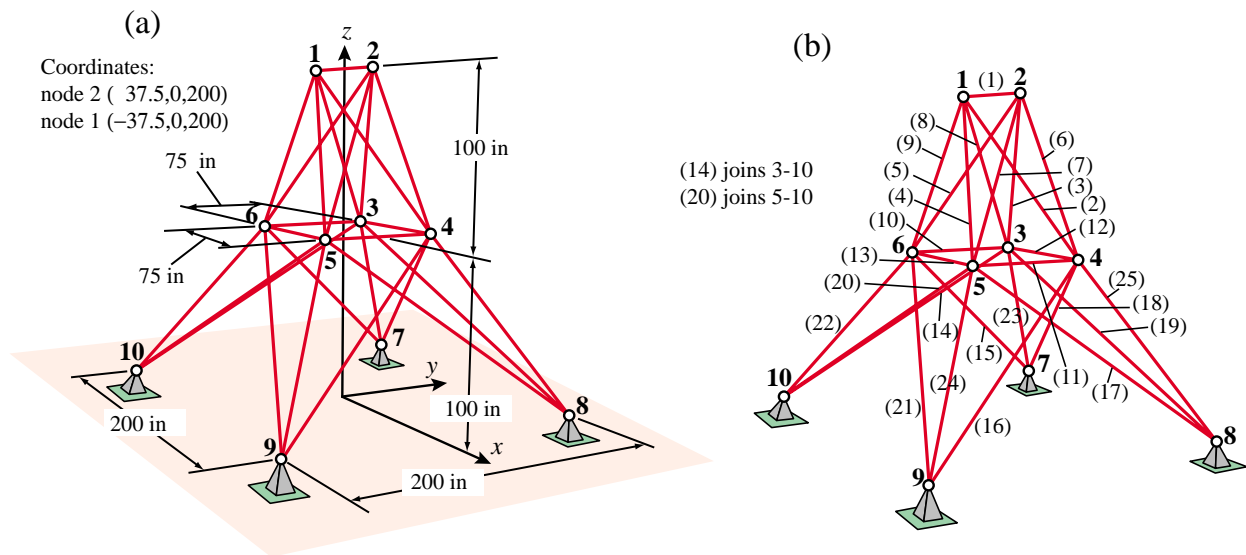 (a)
Coordinates:
node 2 ( 37.5,0,200)
node 1 (−37.5,0,200)
z
1
2
75 in
100 in
6
3
4
5
75 in
10
7
y
100 in
8
200 in
9
x
200 in
(b)
1
(1)
2
(8)
(9)
(6)
(14) joins 3-10
(20) joins 5-10
(5)
(7)
(4)
(3)
(2)
(10)
(12)
6
3
(13)
5
4
(20)
(25)
(22)
(14)
(23)
(18)
(15)
(19)
10
(24)
7
(11)
(17)
(21)
(16)
8
9